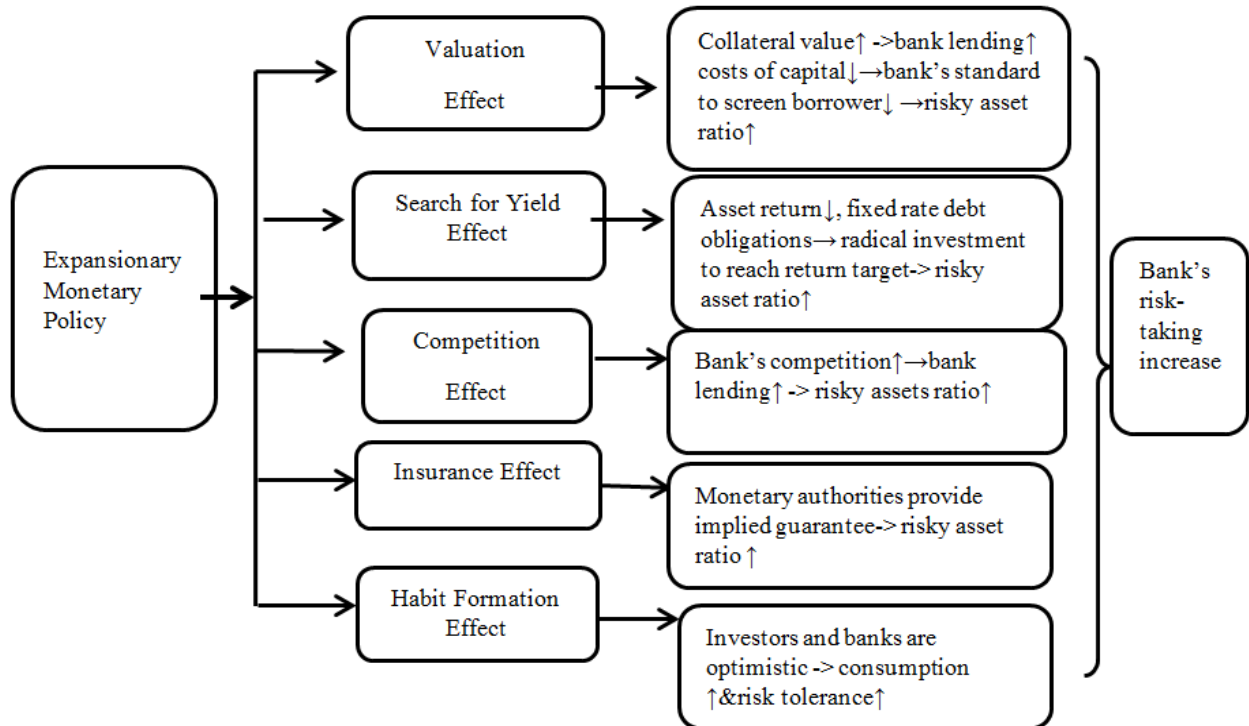 Expansionary
Monetary
Policy
Valuation
Effect
Collateral value↑ ->bank lending↑
costs of capital↓→bank’s standard
to screen borrower↓ →risky asset
ratio↑
Search for Yield
Effect
Asset return↓, fixed rate debt
obligations→ radical investment
to reach return target-> risky
asset ratio↑
Competition
Effect
Bank’s competition↑→bank
lending↑ -> risky assets ratio↑
Insurance Effect
Monetary authorities provide
implied guarantee-> risky asset
ratio ↑
Habit Formation
Effect
Investors and banks are
optimistic -> consumption
↑&risk tolerance↑
Bank’s
risk-
taking
increase